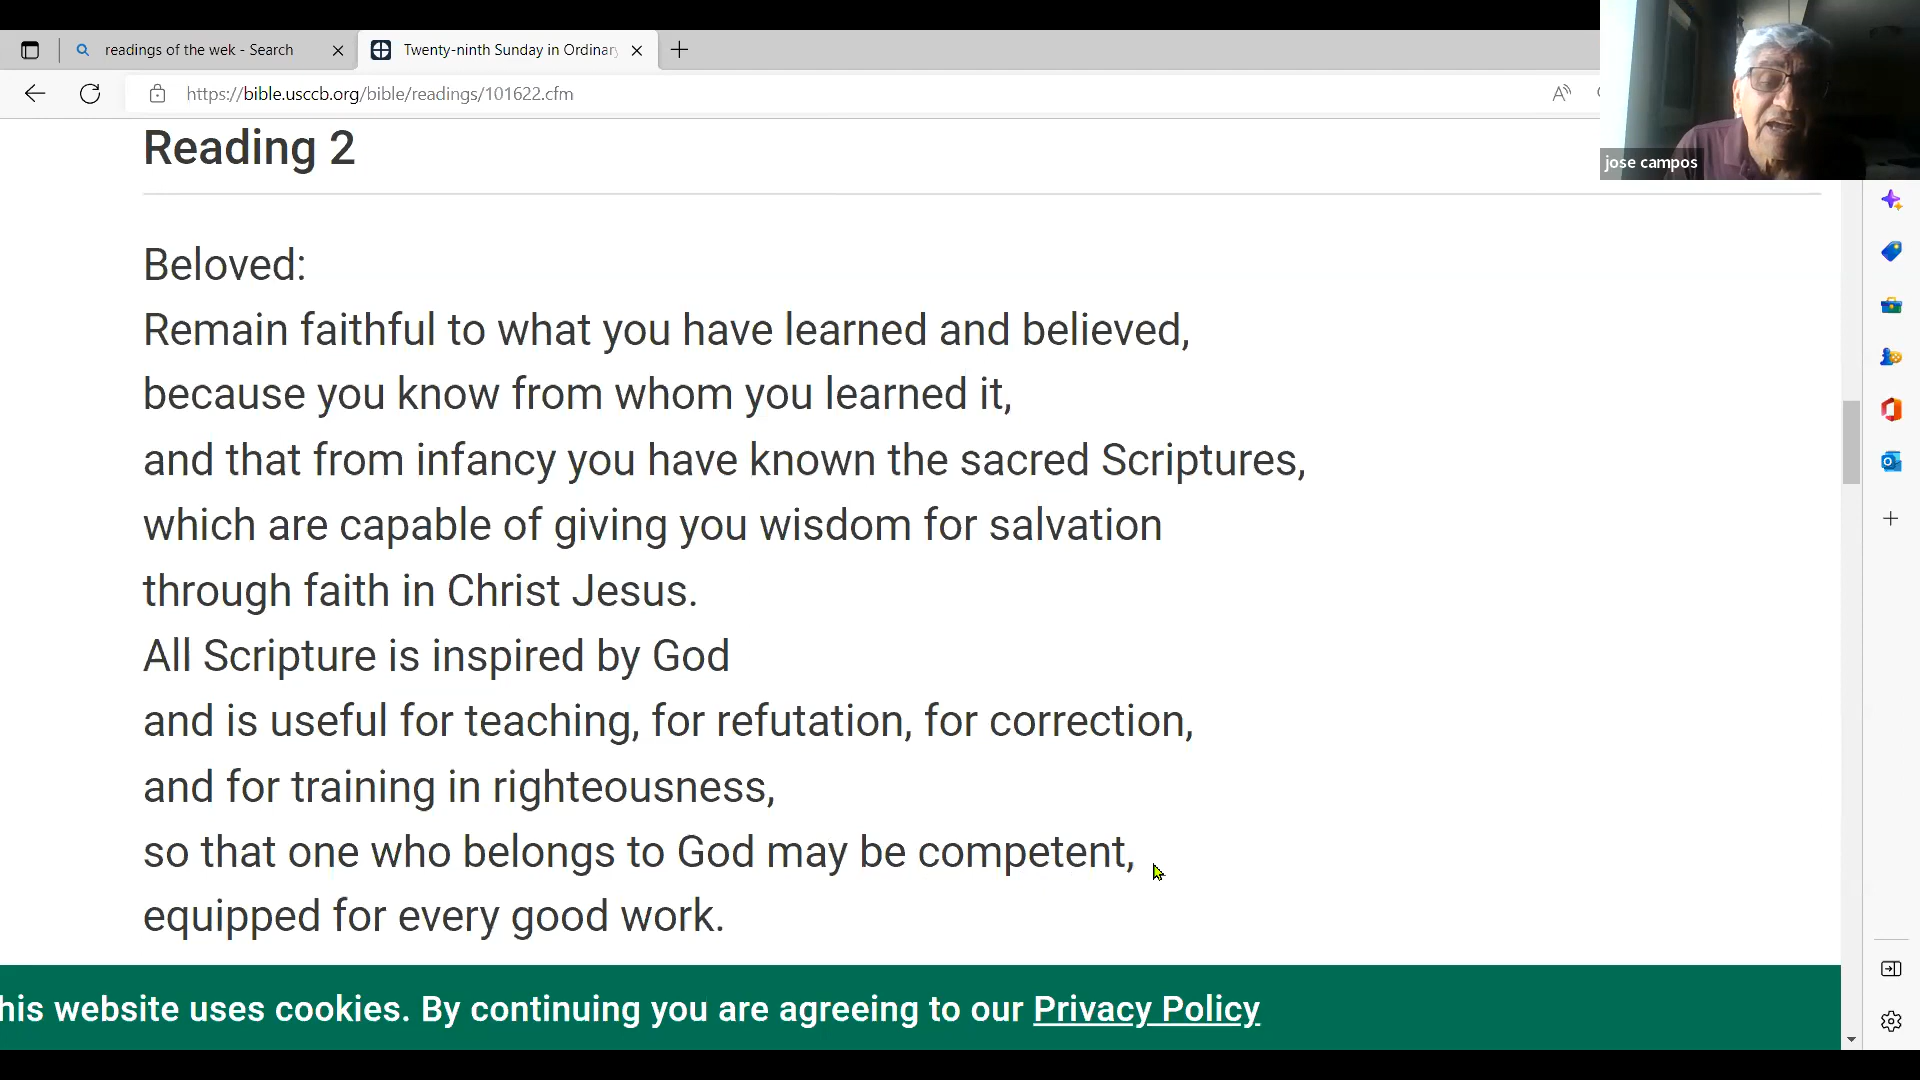 readings of the wek - Search
Twenty-ninth Sunday in Ordinar
https://bible.usccb.org/bible/readings/101622.cfm
jose campos
Reading 2
Beloved:
Remain faithful to what you have learned and believed,
because you know from whom you learned it,
and that from infancy you have known the sacred Scriptures,
which are capable of giving you wisdom for salvation
through faith in Christ Jesus.
All Scripture is inspired by God
and is useful for teaching, for refutation, for correction,
and for training in righteousness,
so that one who belongs to God may be competent,
equipped for every good work.
his website uses cookies. By continuing you are agreeing to our Privacy Policy